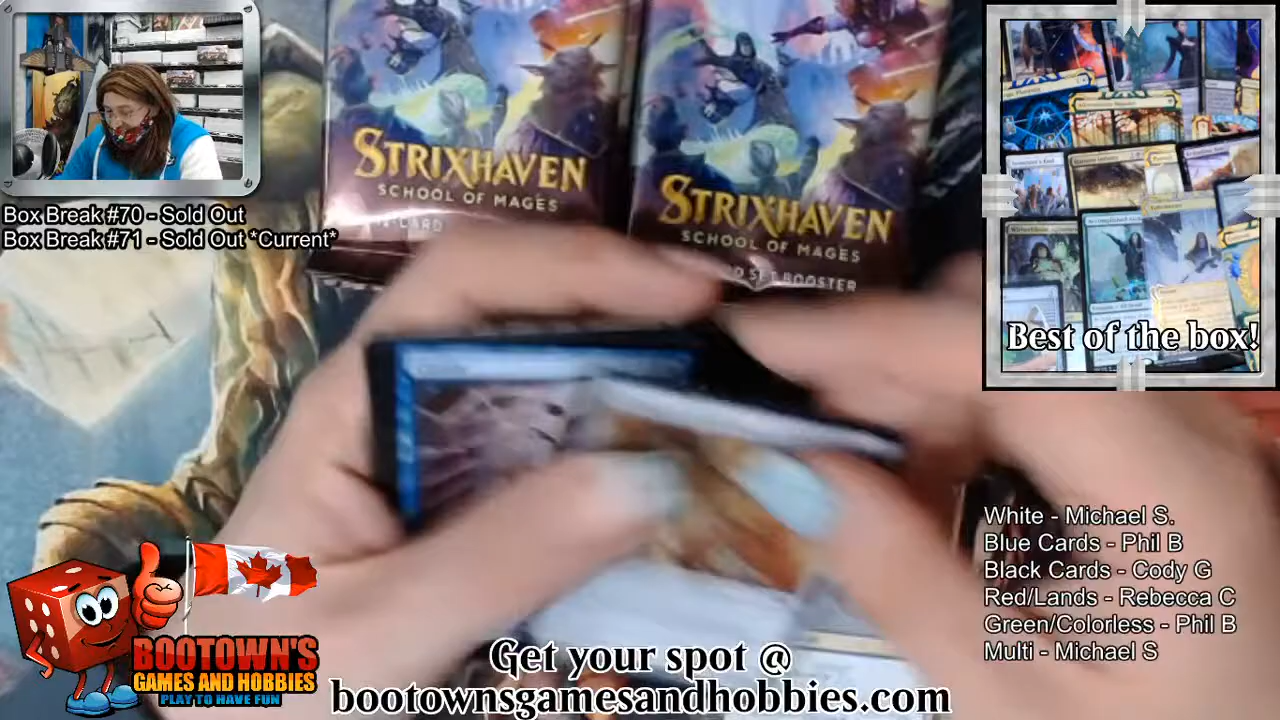 STRIXHAVEN
SCHOOL OF MAGES
STRIXHAVEN
SCHOOL OF MAGES
SET BOOSTER
Box Break #70 - Sold Out
Box Break #71 - Sold Out *Current*
Best of the box!
White - Michael S.
Blue Cards - Phil B
Black Cards - Cody G
Red/Lands - Rebecca C
Green/Colorless - Phil B
Multi - Michael S
BOOTOWN'S
GAMES AND HOBBIES
PLAY TO HAVE FUN
Get your spot @
bootownsgamesandhobbies.com